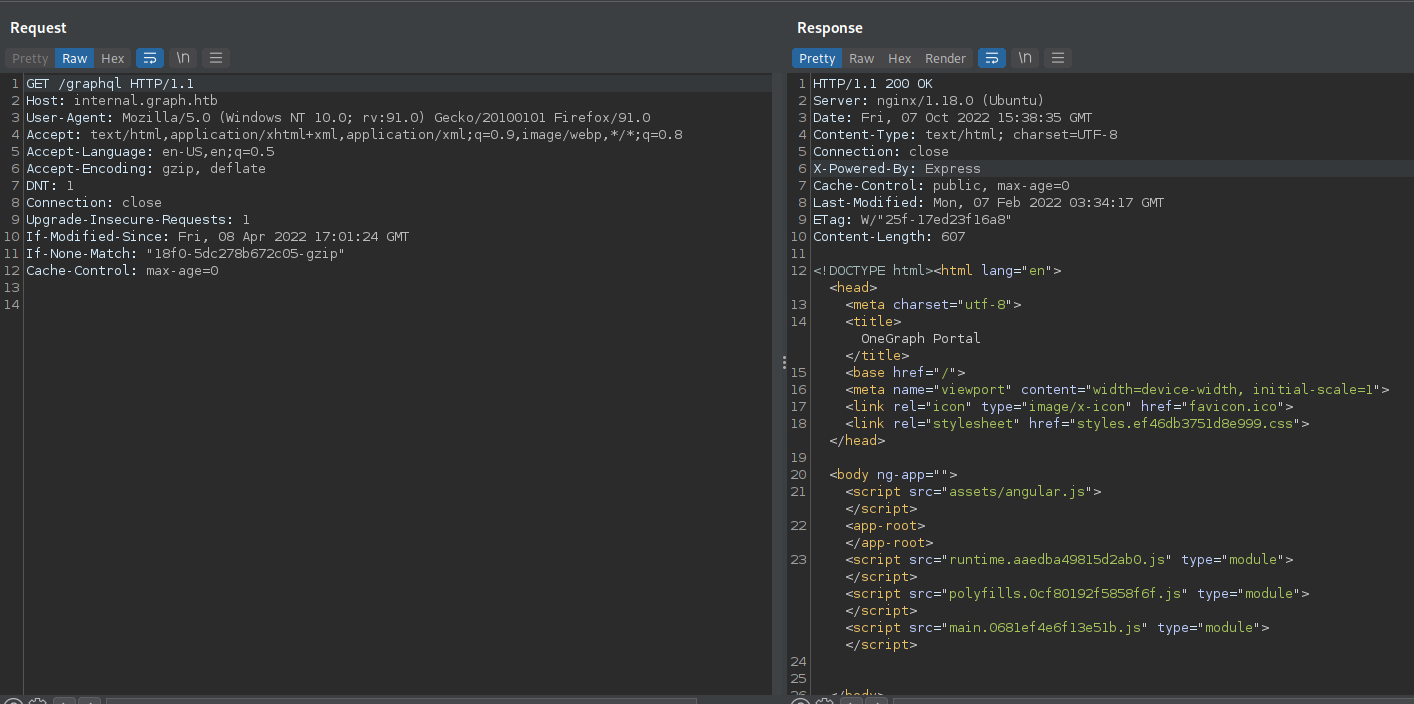 Request
Pretty Raw Hex \n
1 GET /graphql HTTP/1.1
2 Host: internal.graph.htb
3 User-Agent: Mozilla/5.0 (Windows NT 10.0; rv:91.0) Gecko/20100101 Firefox/91.0
4 Accept: text/html,application/xhtml+xml,application/xml;q=0.9,image/webp,*/*;q=0.8
5 Accept-Language: en-US,en;q=0.5
6 Accept-Encoding: gzip, deflate
7 DNT: 1
8 Connection: close
9 Upgrade-Insecure-Requests: 1
10 If-Modified-Since: Fri, 08 Apr 2022 17:01:24 GMT
11 If-None-Match: "18f0-5dc278b672c05-gzip"
12 Cache-Control: max-age=0
13
14
Response
Pretty Raw Hex Render \n
1 HTTP/1.1 200 OK
2 Server: nginx/1.18.0 (Ubuntu)
3 Date: Fri, 07 Oct 2022 15:38:35 GMT
4 Content-Type: text/html; charset=UTF-8
5 Connection: close
6 X-Powered-By: Express
7 Cache-Control: public, max-age=0
8 Last-Modified: Mon, 07 Feb 2022 03:34:17 GMT
9 ETag: W/"25f-17ed23f16a8"
10 Content-Length: 607
11
12 <!DOCTYPE html><html lang="en">
<head>
13 <meta charset="utf-8">
14 <title>
OneGraph Portal
</title>
15 <base href="/">
16 <meta name="viewport" content="width=device-width, initial-scale=1">
17 <link rel="icon" type="image/x-icon" href="favicon.ico">
18 <link rel="stylesheet" href="styles.ef46db3751d8e999.css">
</head>
19
20 <body ng-app="">
21 <script src="assets/angular.js">
</script>
22 <app-root>
</app-root>
23 <script src="runtime.aaedba49815d2ab0.js" type="module">
</script>
<script src="polyfills.0cf80192f5858f6f.js" type="module">
</script>
<script src="main.0681ef4e6f13e51b.js" type="module">
</script>
24
25
26 </body>